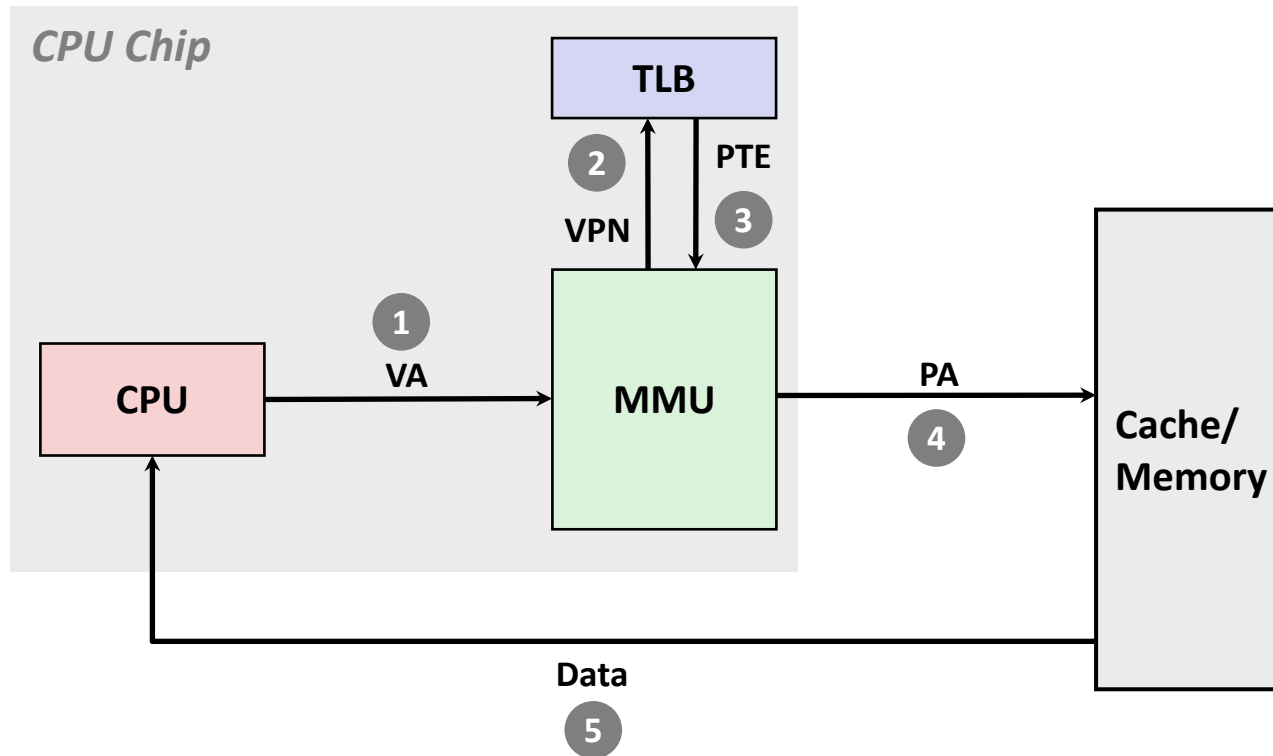 CPU Chip
TLB
2
PTE
3
VPN
1
VA
CPU
MMU
PA
4
Cache/
Memory
Data
5